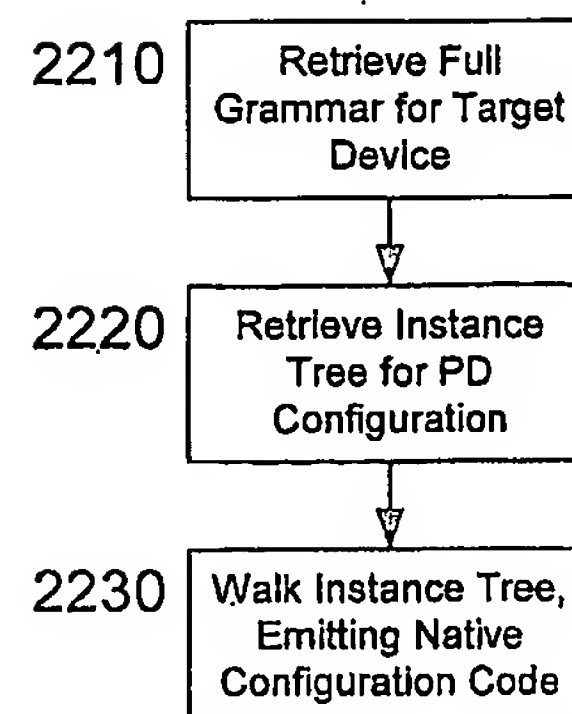 2210
Retrieve Full
Grammar for Target
Device
2220
Retrieve Instance
Tree for PD
Configuration
2230
Walk Instance Tree,
Emitting Native
Configuration Code